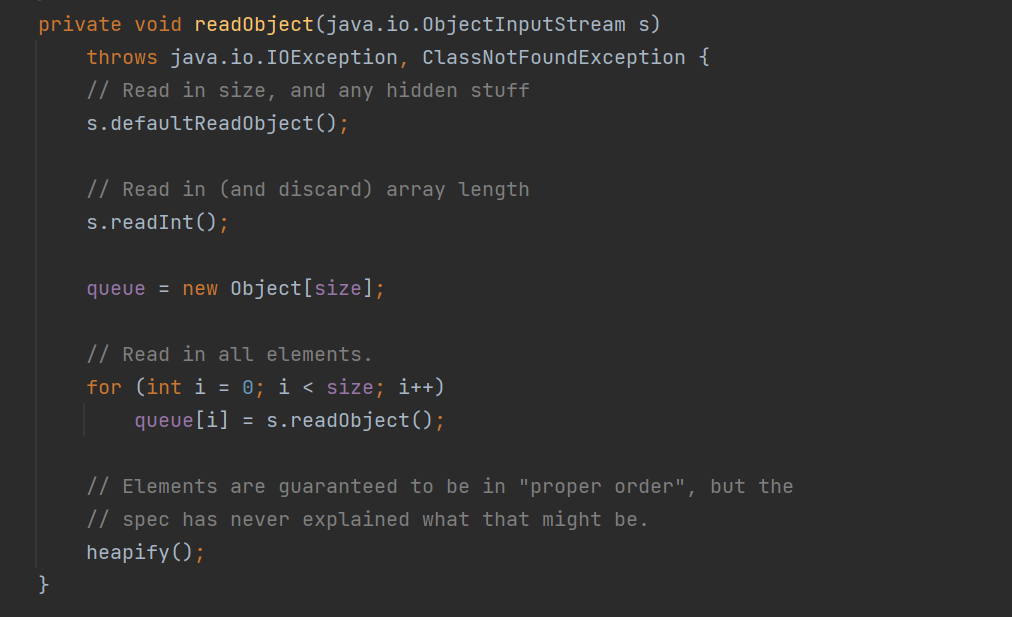 private void readObject(java.io.ObjectInputStream s)
    throws java.io.IOException, ClassNotFoundException {
    // Read in size, and any hidden stuff
    s.defaultReadObject();

    // Read in (and discard) array length
    s.readInt();

    queue = new Object[size];

    // Read in all elements.
    for (int i = 0; i < size; i++)
        queue[i] = s.readObject();

    // Elements are guaranteed to be in "proper order", but the
    // spec has never explained what that might be.
    heapify();
}